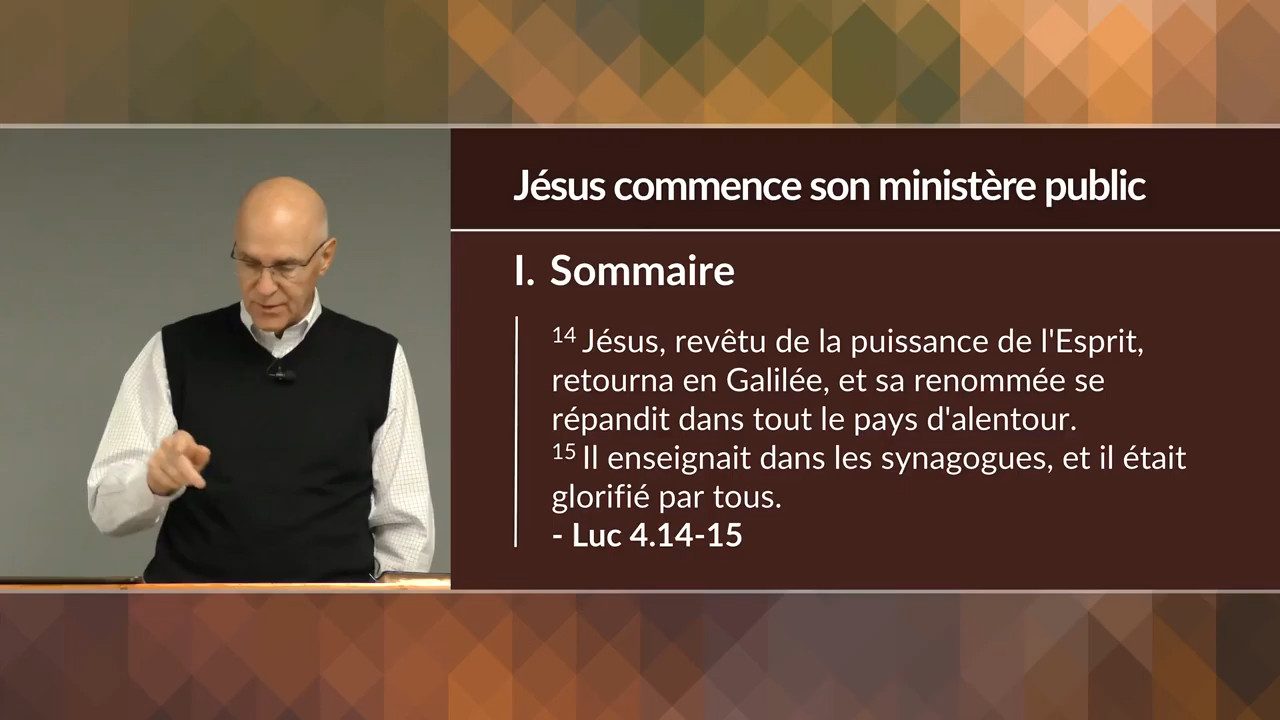 Jésus commence son ministère public
I. Sommaire
14 Jésus, revêtu de la puissance de l'Esprit,
retourna en Galilée, et sa renommée se
répandit dans tout le pays d'alentour.
15 Il enseignait dans les synagogues, et il était
glorifié par tous.
- Luc 4.14-15